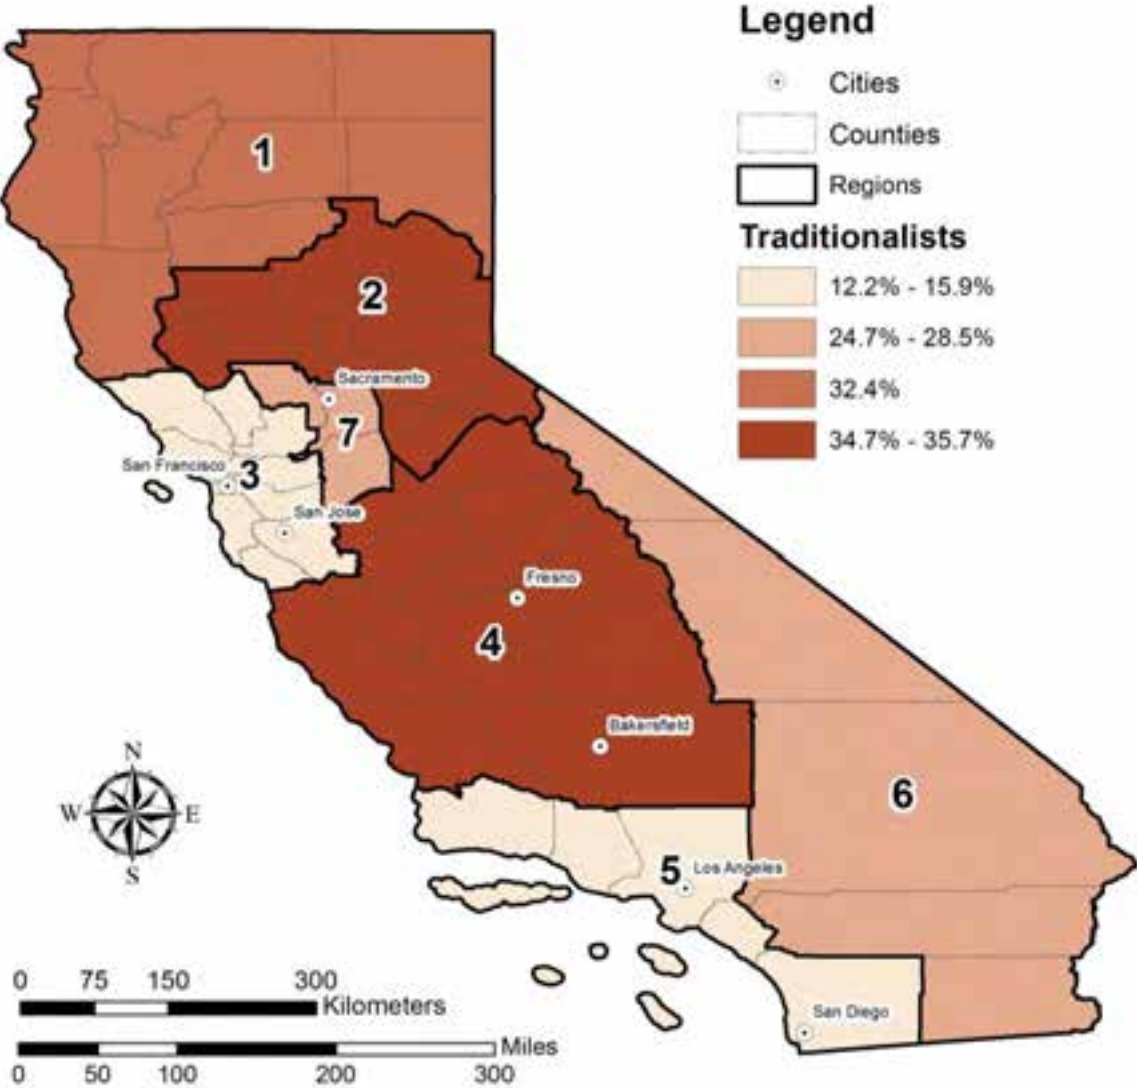 Legend
Cities
Counties
Regions
Traditionalists
12.2% - 15.9%
24.7% - 28.5%
32.4%
34.7% - 35.7%
1
2
Sacramento
7
San Francisco
3
San Jose
Fresno
4
Bakersfield
6
5
Los Angeles
San Diego
N
W E
S
0 75 150 300
Kilometers
Miles
0 50 100 200 300